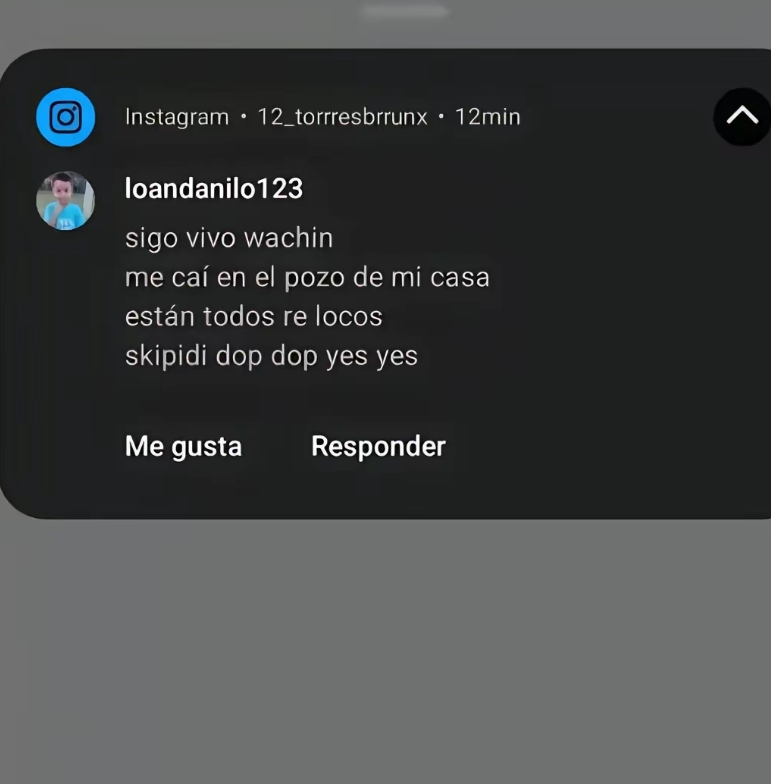 Instagram • 12_torrresbrrunx • 12min
loandanilo123
sigo vivo wachin
me caí en el pozo de mi casa
están todos re locos
skipidi dop dop yes yes
Me gusta Responder